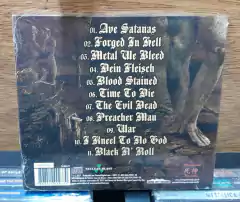 01. Ave Satanas
02. Forged In Hell
03. Metal We Bleed
04. Dein Fleisch
05. Blood Stained
06. Time To Die
07. The Evil Dead
08. Preacher Man
09. War
10. I Kneel To No God
11. Black N' Roll